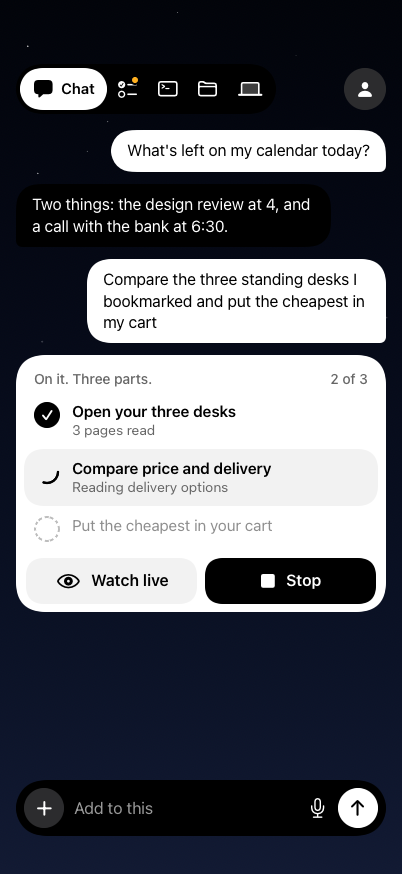 Chat
What's left on my calendar today?
Two things: the design review at 4, and
a call with the bank at 6:30.
Compare the three standing desks I
bookmarked and put the cheapest in
my cart
On it. Three parts.
2 of 3
Open your three desks
3 pages read
Compare price and delivery
Reading delivery options
Put the cheapest in your cart
Watch live
Stop
Add to this